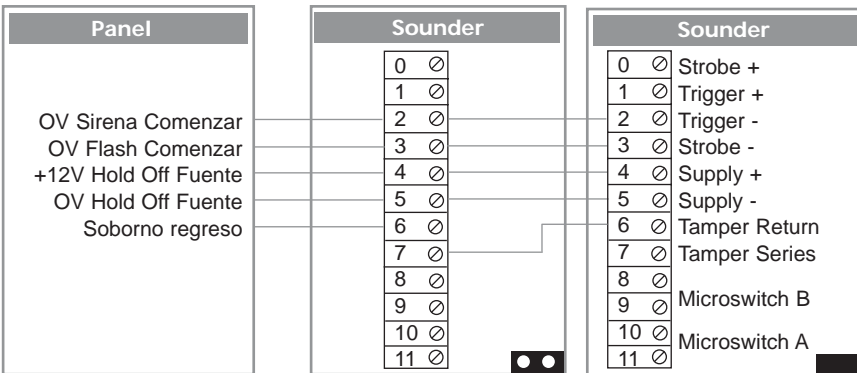 Panel
OV Sirena Comenzar
OV Flash Comenzar
+12V Hold Off Fuente
OV Hold Off Fuente
Soborno regreso
Sounder
0
1
2
3
4
5
6
7
8
9
10
11
Sounder
0 Strobe +
1 Trigger +
2 Trigger -
3 Strobe -
4 Supply +
5 Supply -
6 Tamper Return
7 Tamper Series
8
9
Microswitch B
10
11
Microswitch A